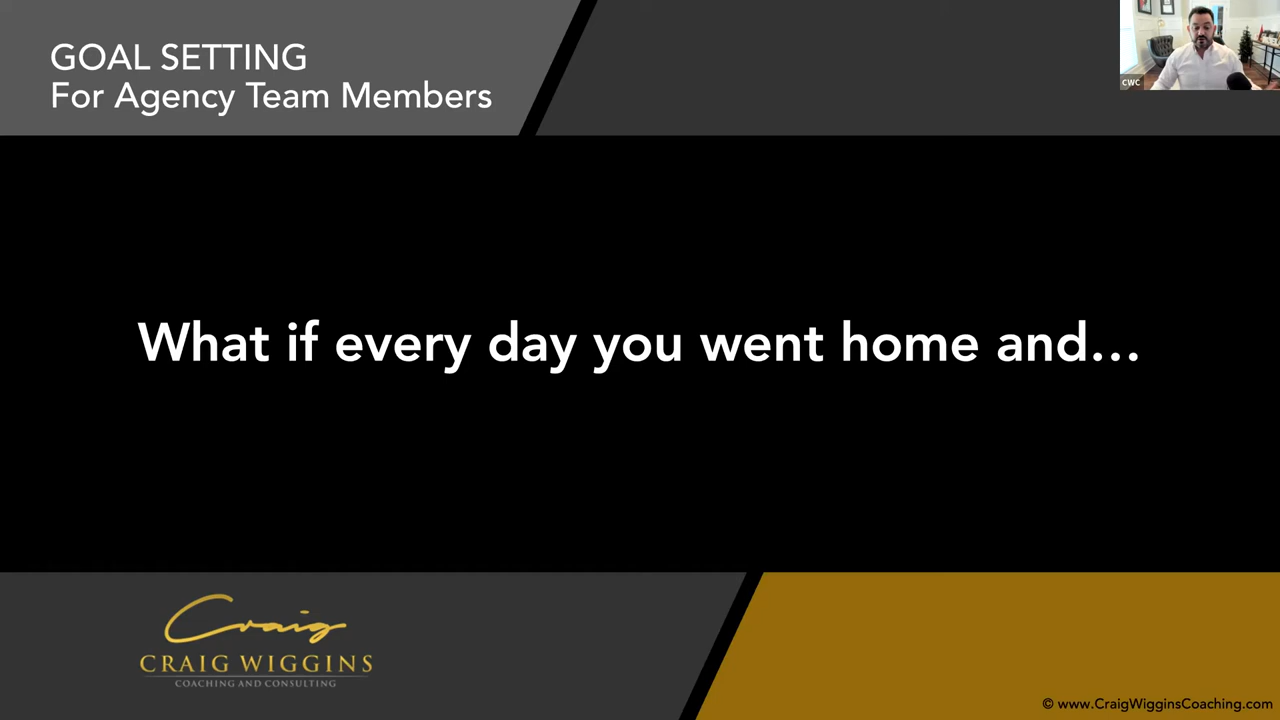 GOAL SETTING
For Agency Team Members
CWC
What if every day you went home and...
Craig
CRAIG WIGGINS
COACHING AND CONSULTING
© www.CraigWigginsCoaching.com